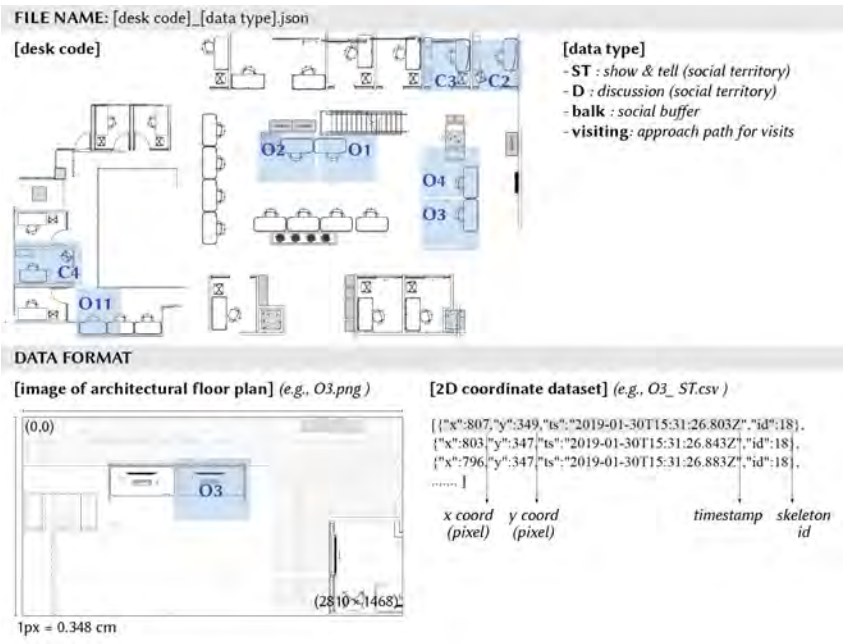 FILE NAME: [desk code]_[data type].json
[desk code]
[data type]
- ST : show & tell (social territory)
- D : discussion (social territory)
- balk : social buffer
- visiting: approach path for visits
C3
C2
O2
O1
O4
O3
C4
O11
DATA FORMAT
[image of architectural floor plan] (e.g., O3.png )
(0,0)
O3
(2810×1468)
1px = 0.348 cm
[2D coordinate dataset] (e.g., O3_ ST.csv )
[{"x":807,"y":349,"ts":"2019-01-30T15:31:26.803Z","id":18},
{"x":803,"y":347,"ts":"2019-01-30T15:31:26.843Z","id":18},
{"x":796,"y":347,"ts":"2019-01-30T15:31:26.883Z","id":18},
...... ]
x coord (pixel)
y coord (pixel)
timestamp
skeleton id